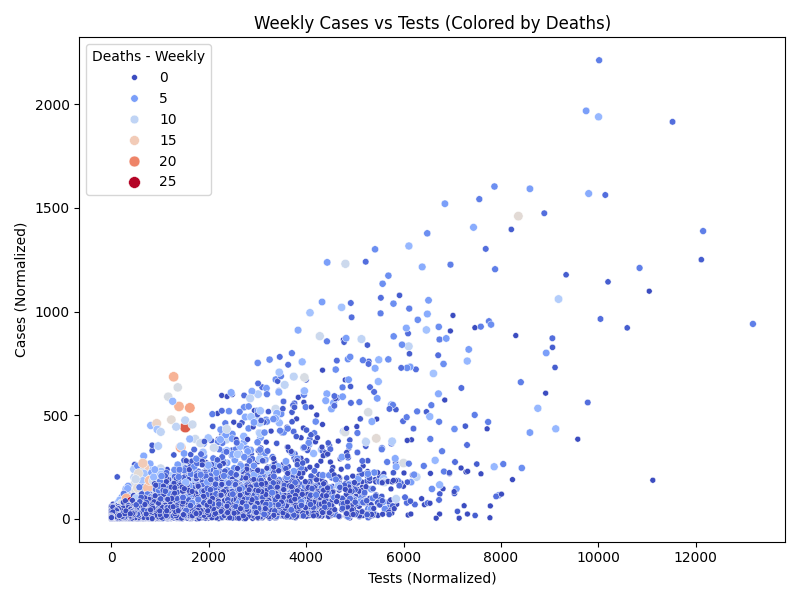 Weekly Cases vs Tests (Colored by Deaths)
Deaths - Weekly
0
5
10
15
20
25
Cases (Normalized)
2000
1500
1000
500
0
0 2000 4000 6000 8000 10000 12000
Tests (Normalized)